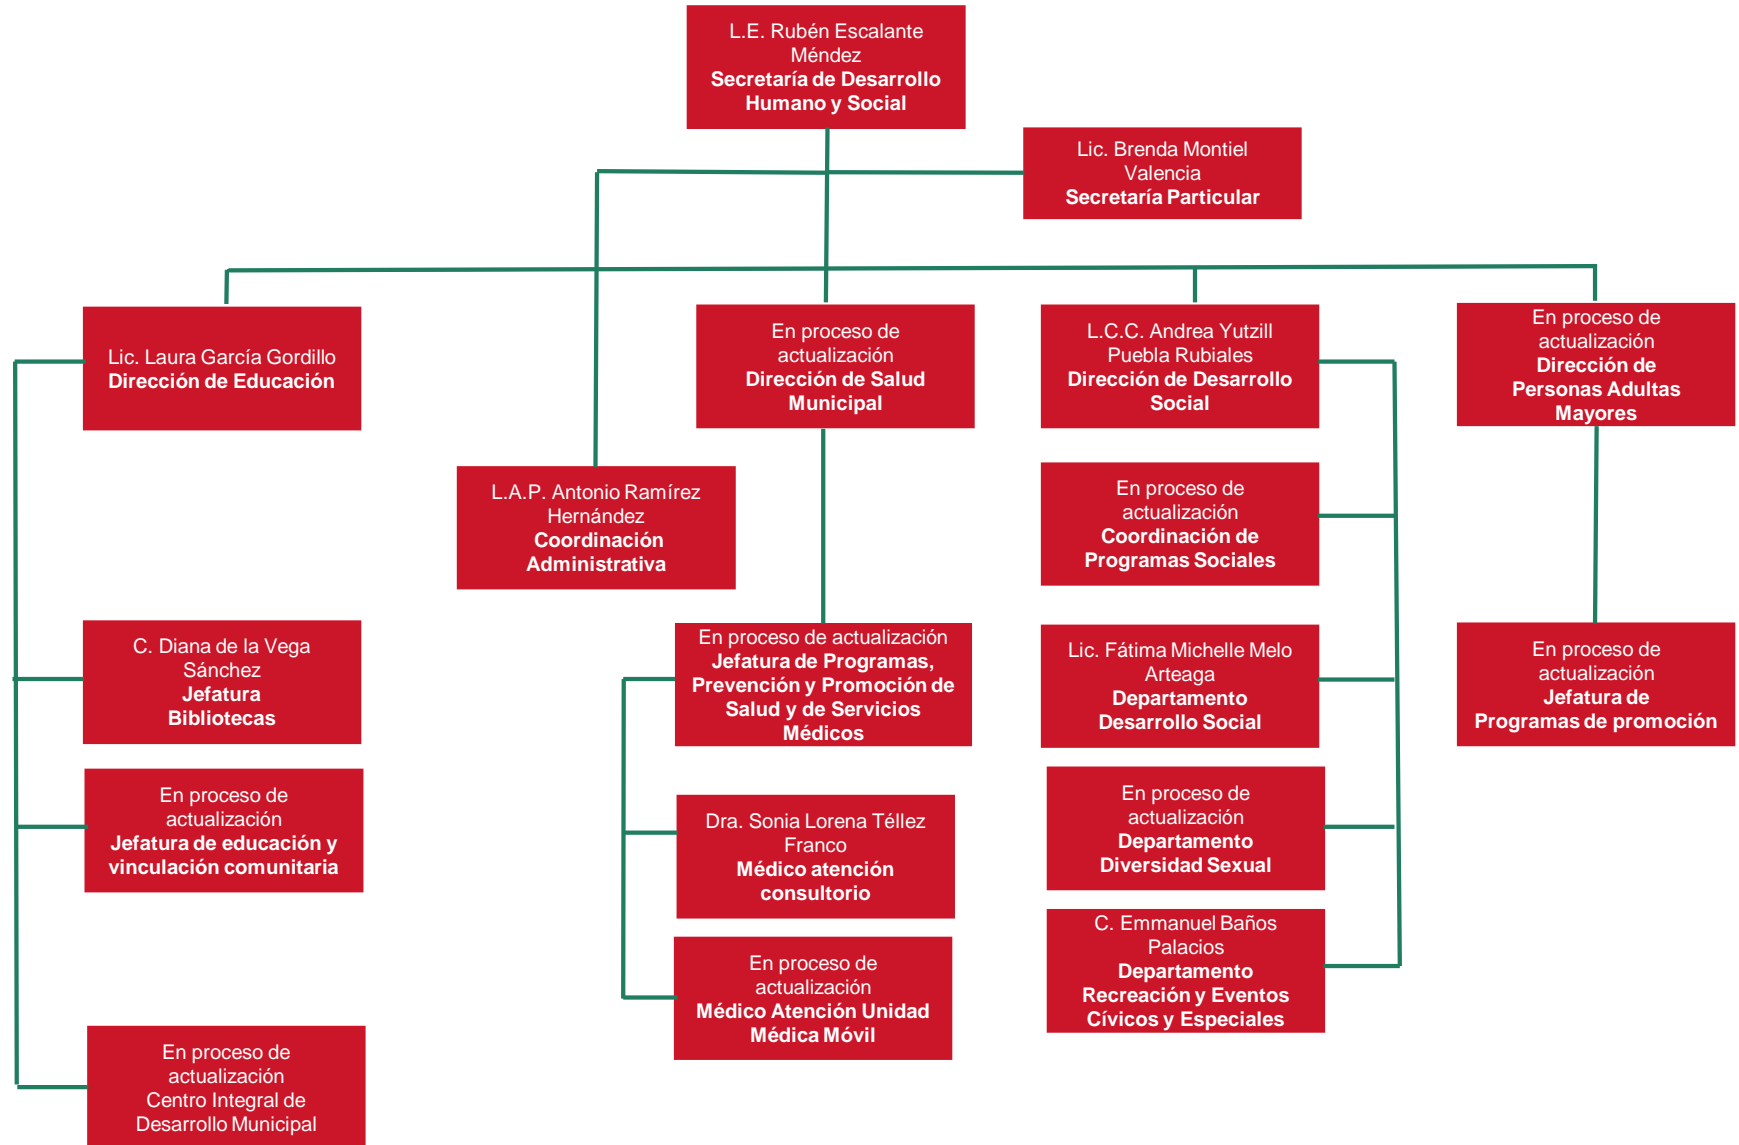 L.E. Rubén Escalante
Méndez
Secretaría de Desarrollo
Humano y Social
Lic. Brenda Montiel
Valencia
Secretaría Particular
Lic. Laura García Gordillo
Dirección de Educación
En proceso de
actualización
Dirección de Salud
Municipal
L.C.C. Andrea Yutzill
Puebla Rubiales
Dirección de Desarrollo
Social
En proceso de
actualización
Dirección de
Personas Adultas
Mayores
L.A.P. Antonio Ramírez
Hernández
Coordinación
Administrativa
En proceso de
actualización
Coordinación de
Programas Sociales
C. Diana de la Vega
Sánchez
Jefatura
Bibliotecas
En proceso de actualización
Jefatura de Programas,
Prevención y Promoción de
Salud y de Servicios
Médicos
Lic. Fátima Michelle Melo
Arteaga
Departamento
Desarrollo Social
En proceso de
actualización
Jefatura de
Programas de promoción
En proceso de
actualización
Jefatura de educación y
vinculación comunitaria
Dra. Sonia Lorena Téllez
Franco
Médico atención
consultorio
En proceso de
actualización
Departamento
Diversidad Sexual
En proceso de
actualización
Médico Atención Unidad
Médica Móvil
C. Emmanuel Baños
Palacios
Departamento
Recreación y Eventos
Cívicos y Especiales
En proceso de
actualización
Centro Integral de
Desarrollo Municipal